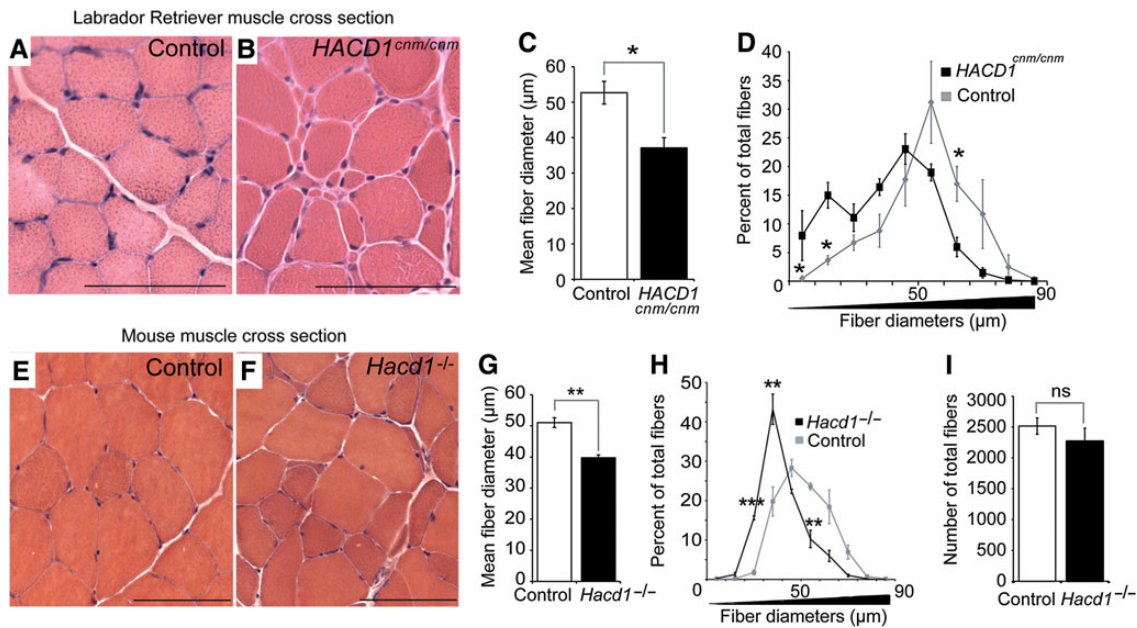 Labrador Retriever muscle cross section
A
Control
B
HACD1cnm/cnm
C
*
Mean fiber diameter (µm)
60
50
40
30
20
10
0
Control
HACD1
cnm/cnm
D
HACD1cnm/cnm
Control
Percent of total fibers
40
35
30
25
20
15
10
5
*
*
*
50
90
Fiber diameters (µm)
Mouse muscle cross section
E
Control
F
Hacd1-/-
G
**
Mean fiber diameter (µm)
60
50
40
30
20
10
0
Control Hacd1-/-
H
**
Hacd1-/-
Control
Percent of total fibers
50
40
30
20
10
0
***
**
50
90
Fiber diameters (µm)
I
ns
Number of total fibers
3000
2500
2000
1500
1000
500
0
Control Hacd1-/-